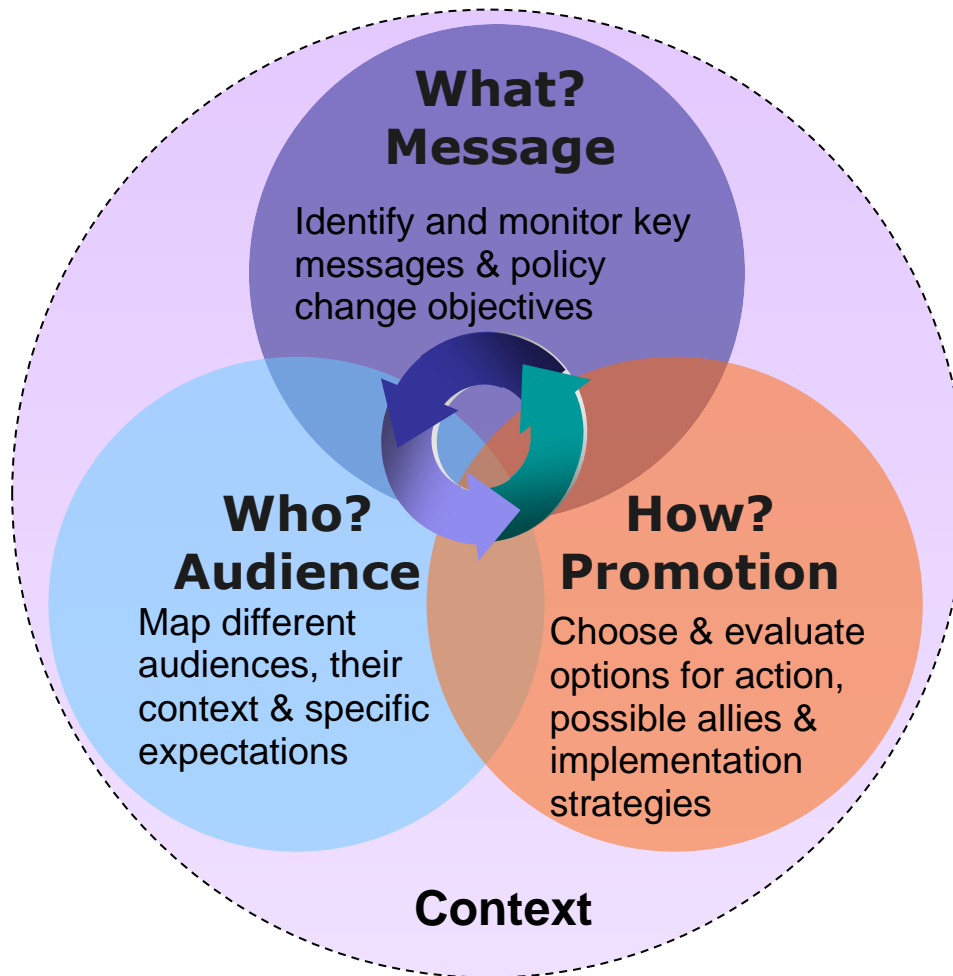 What?
Message
Identify and monitor key
messages & policy
change objectives
Who?
Audience
Map different
audiences, their
context & specific
expectations
How?
Promotion
Choose & evaluate
options for action,
possible allies &
implementation
strategies
Context